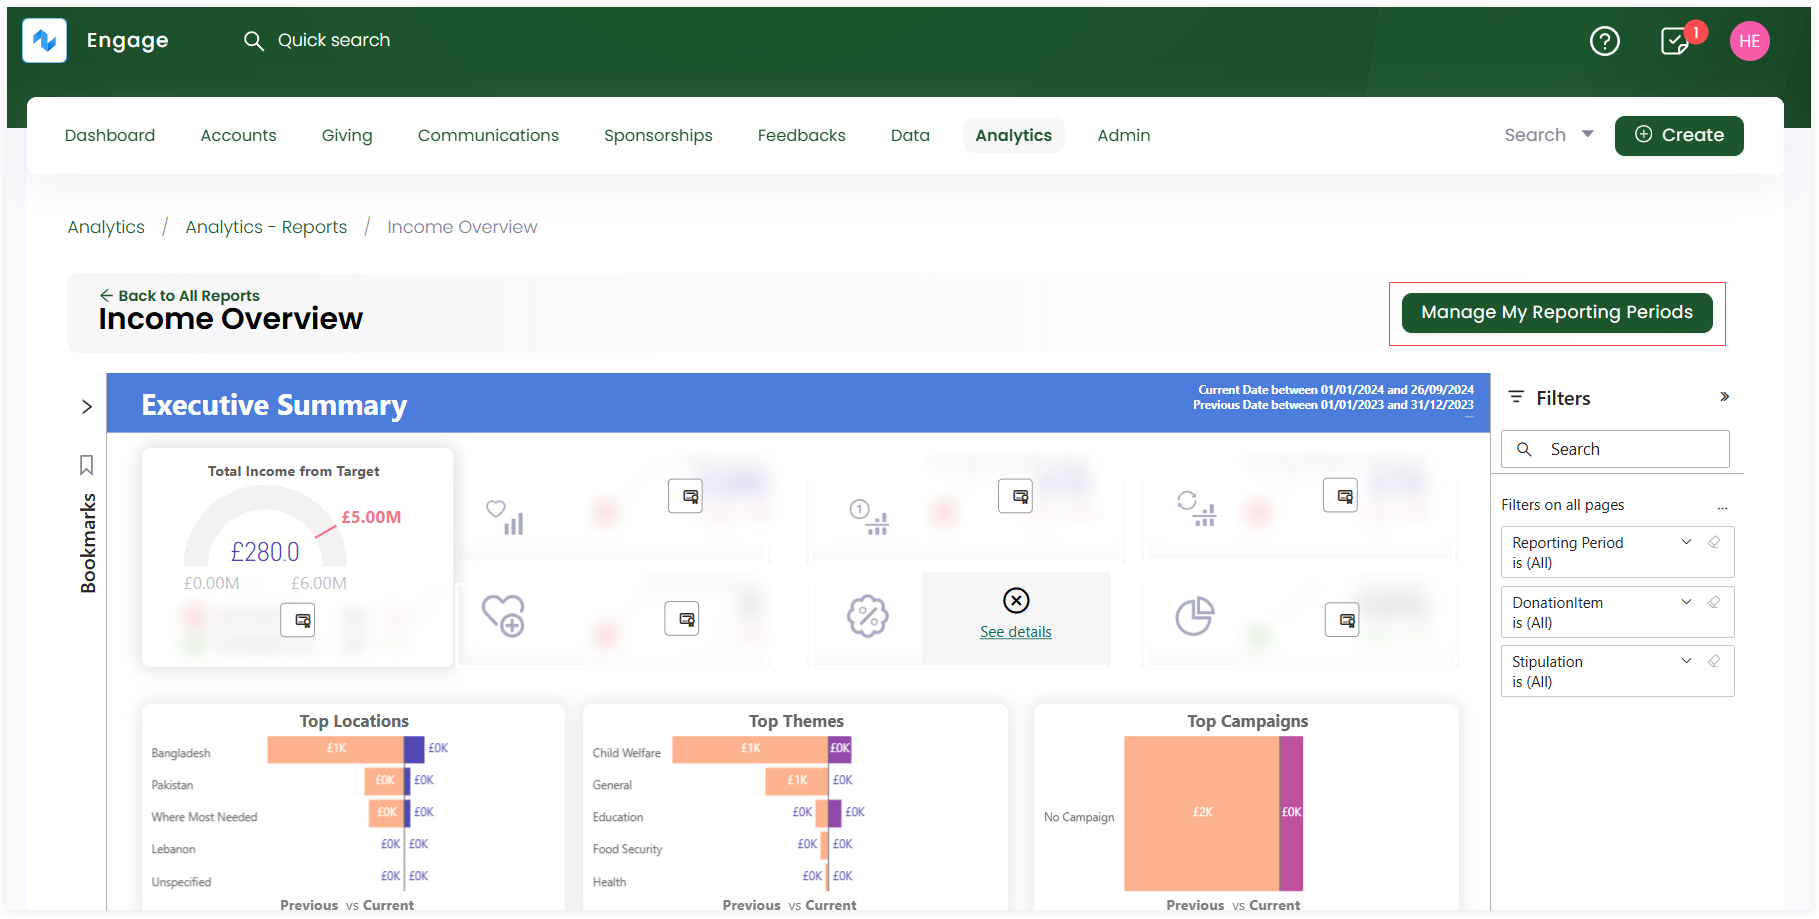 Engage
Quick search
1
HE
Dashboard Accounts Giving Communications Sponsorships Feedbacks Data Analytics Admin
Search
Create
Analytics / Analytics - Reports / Income Overview
Back to All Reports
Income Overview
Manage My Reporting Periods
Bookmarks
Executive Summary
Current Date between 01/01/2024 and 26/09/2024
Previous Date between 01/01/2023 and 31/12/2023
Total Income from Target
£5.00M
£280.0
£0.00M £6.00M
1
See details
Top Locations
Bangladesh £1K £0K
Pakistan £0K £0K
Where Most Needed £0K £0K
Lebanon £0K £0K
Unspecified £0K £0K
Previous vs Current
Top Themes
Child Welfare £1K £0K
General £1K £0K
Education £0K £0K
Food Security £0K £0K
Health £0K £0K
Previous vs Current
Top Campaigns
No Campaign £2K £0K
Previous vs Current
Filters
Search
Filters on all pages ...
Reporting Period
is (All)
DonationItem
is (All)
Stipulation
is (All)